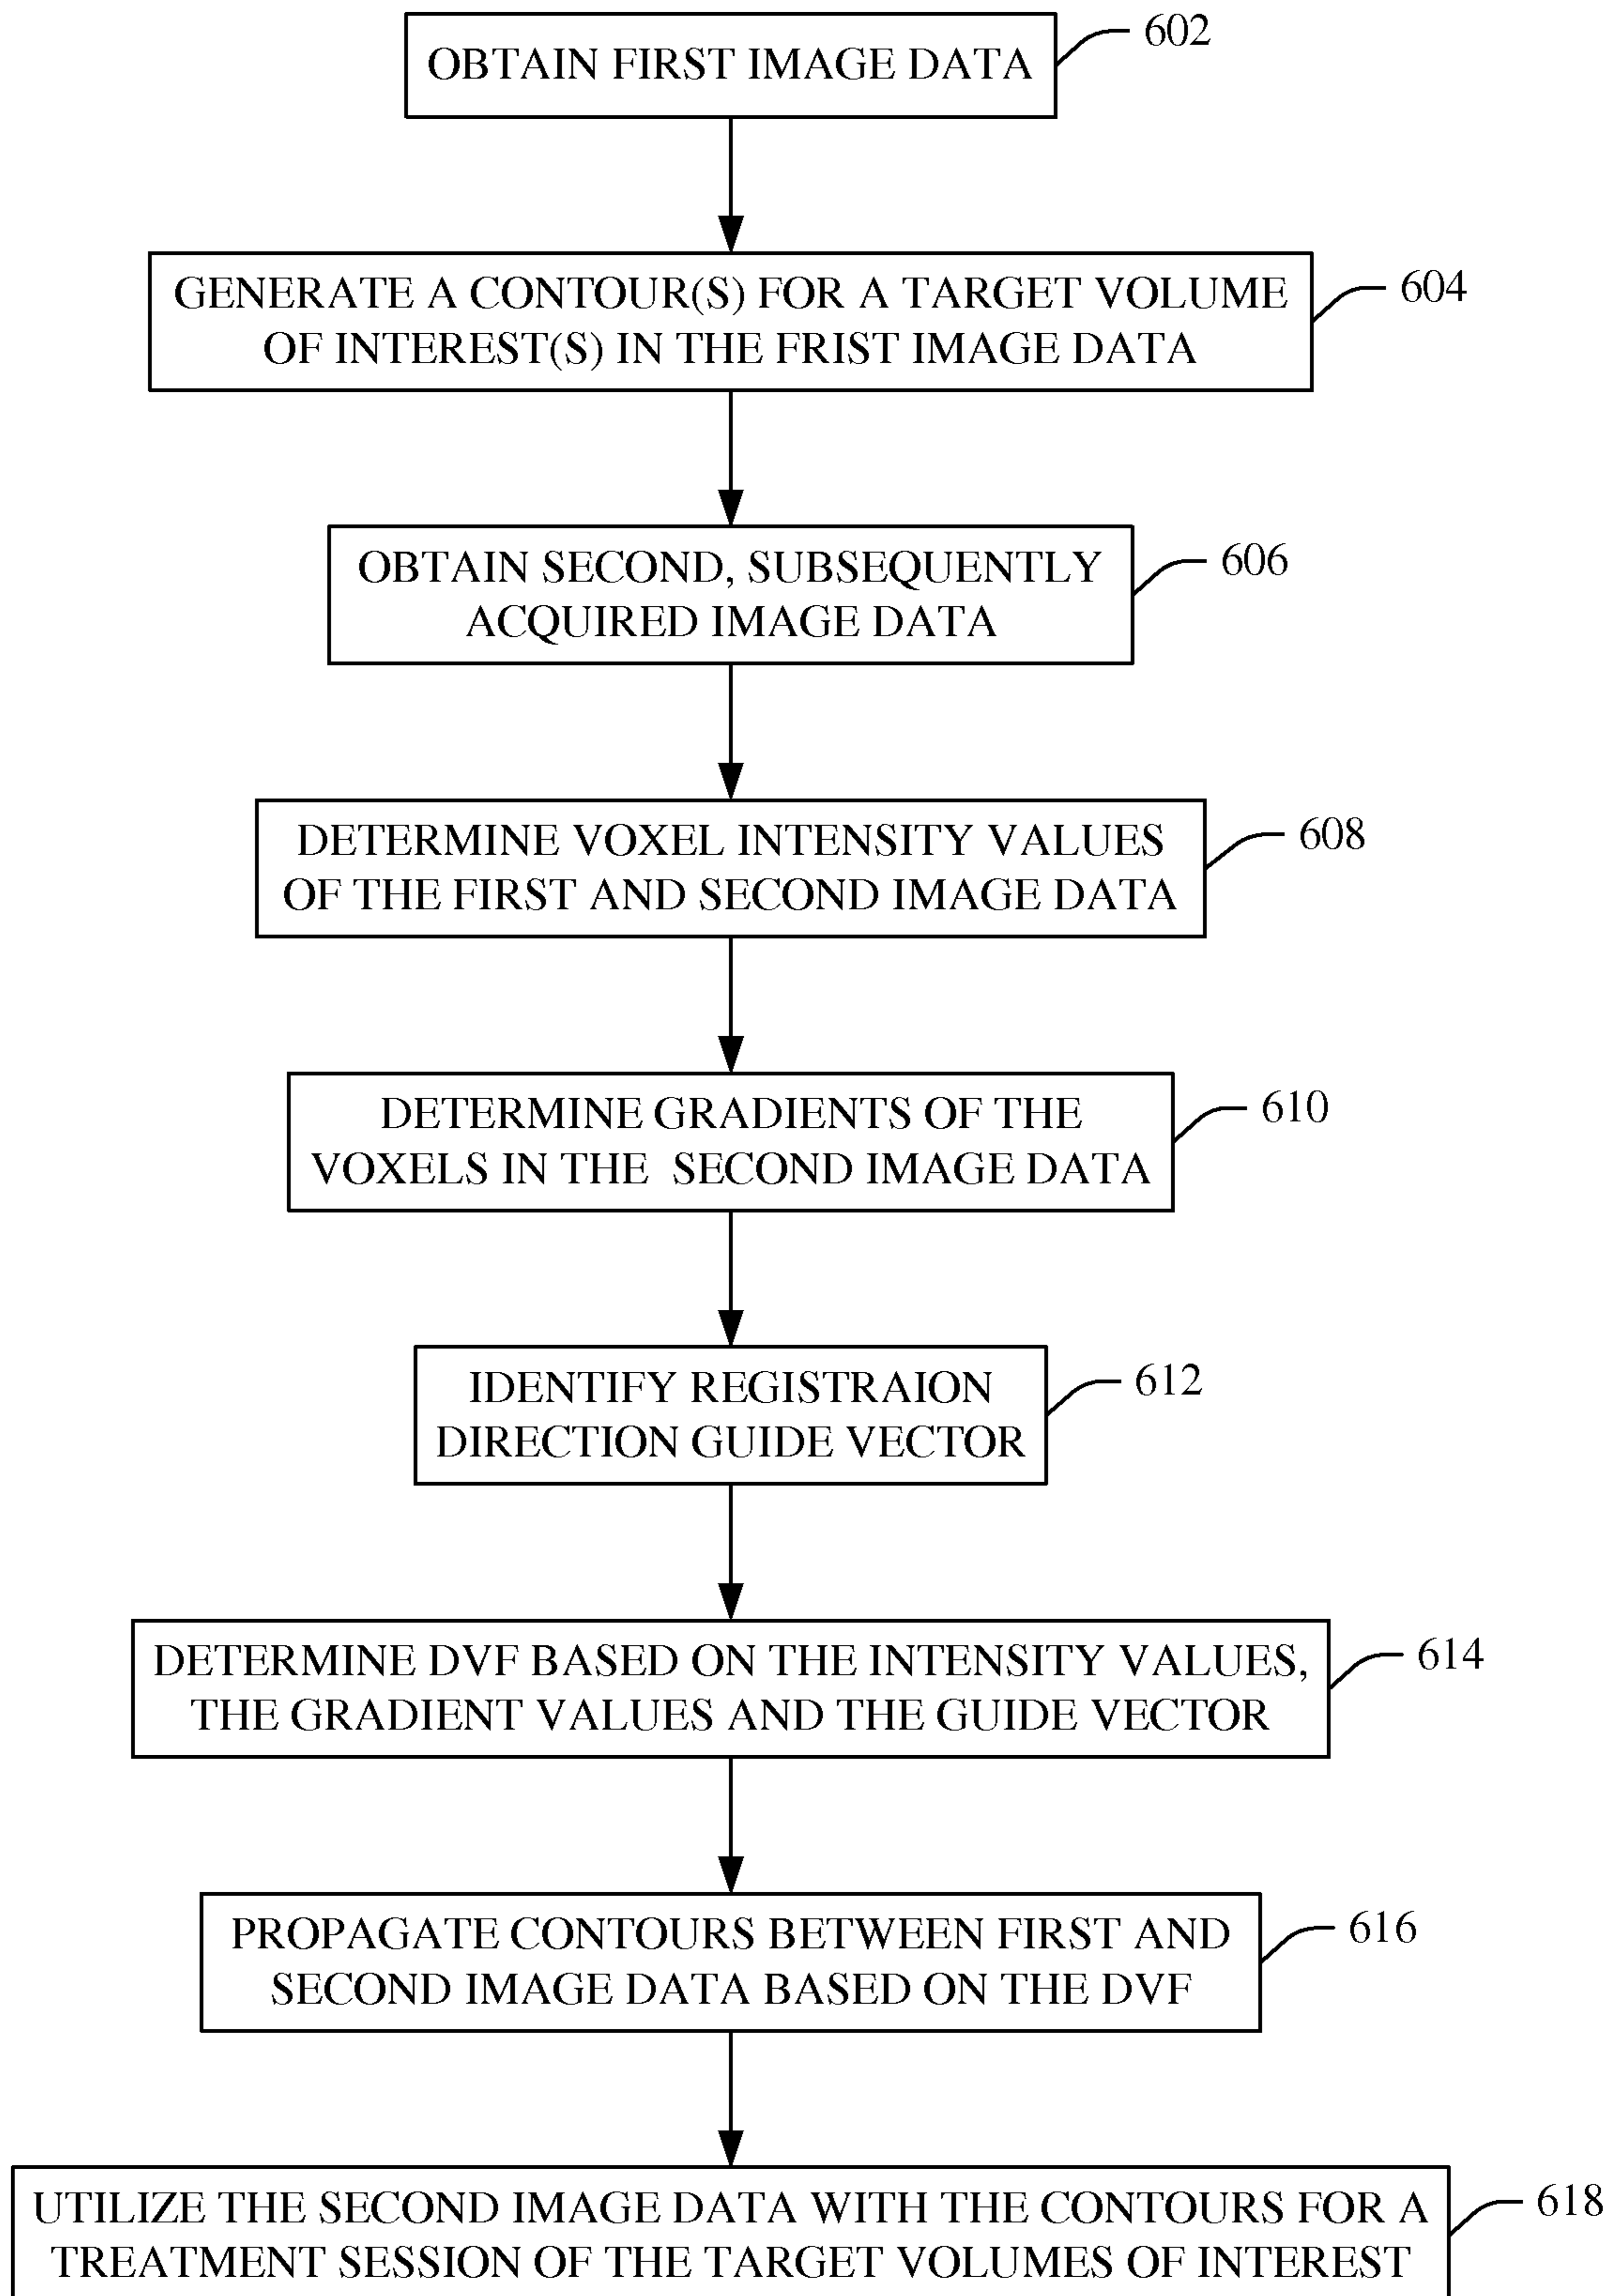 OBTAIN FIRST IMAGE DATA
602
GENERATE A CONTOUR(S) FOR A TARGET VOLUME
OF INTEREST(S) IN THE FRIST IMAGE DATA
604
OBTAIN SECOND, SUBSEQUENTLY
ACQUIRED IMAGE DATA
606
DETERMINE VOXEL INTENSITY VALUES
OF THE FIRST AND SECOND IMAGE DATA
608
DETERMINE GRADIENTS OF THE
VOXELS IN THE SECOND IMAGE DATA
610
IDENTIFY REGISTRAION
DIRECTION GUIDE VECTOR
612
DETERMINE DVF BASED ON THE INTENSITY VALUES,
THE GRADIENT VALUES AND THE GUIDE VECTOR
614
PROPAGATE CONTOURS BETWEEN FIRST AND
SECOND IMAGE DATA BASED ON THE DVF
616
UTILIZE THE SECOND IMAGE DATA WITH THE CONTOURS FOR A
TREATMENT SESSION OF THE TARGET VOLUMES OF INTEREST
618